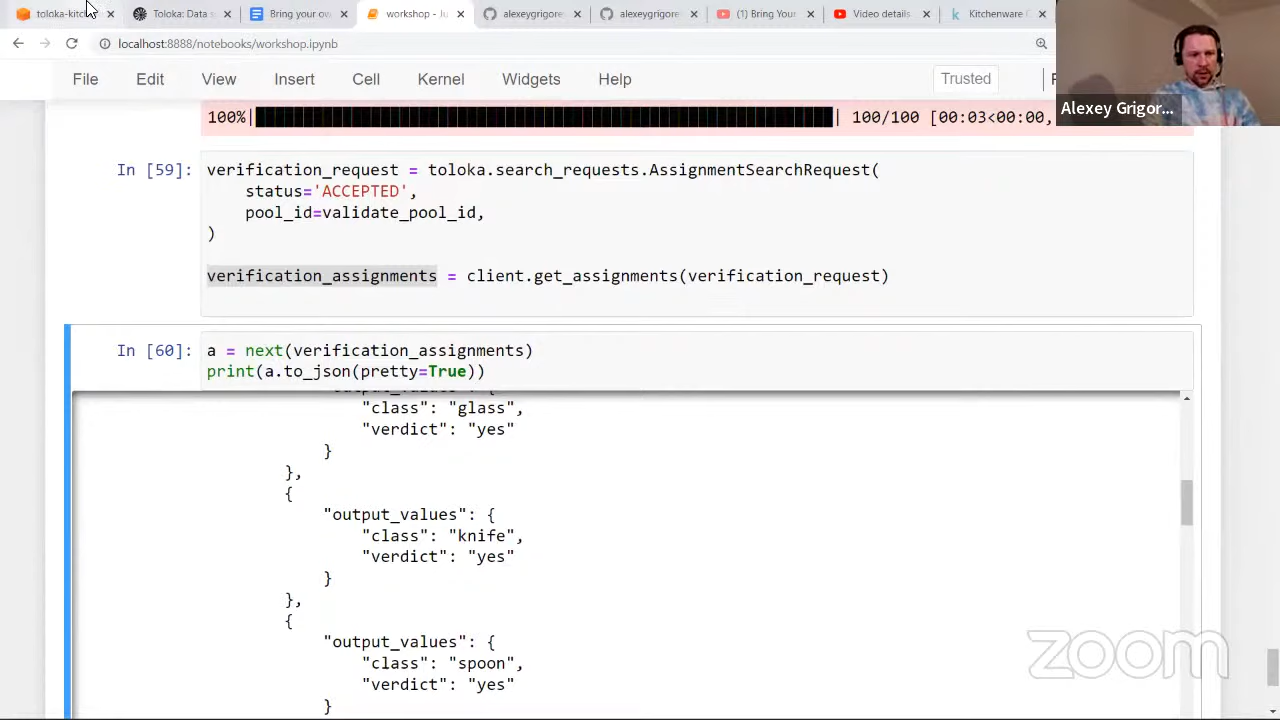 toloka-kitch
Toloka: Data s
Bring your own
workshop - Ju
alexeygrigore
alexeygrigore
(1) Bring Your
Video details
Kitchenware C
localhost:8888/notebooks/workshop.ipynb
File Edit View Insert Cell Kernel Widgets Help
Trusted
Alexey Grigor...
100%| | 100/100 [00:03<00:00,
In [59]: verification_request = toloka.search_requests.AssignmentSearchRequest(
status='ACCEPTED',
pool_id=validate_pool_id,
)
verification_assignments = client.get_assignments(verification_request)
In [60]: a = next(verification_assignments)
print(a.to_json(pretty=True))
"output_values": {
"class": "glass",
"verdict": "yes"
}
},
{
"output_values": {
"class": "knife",
"verdict": "yes"
}
},
{
"output_values": {
"class": "spoon",
"verdict": "yes"
}
zoom